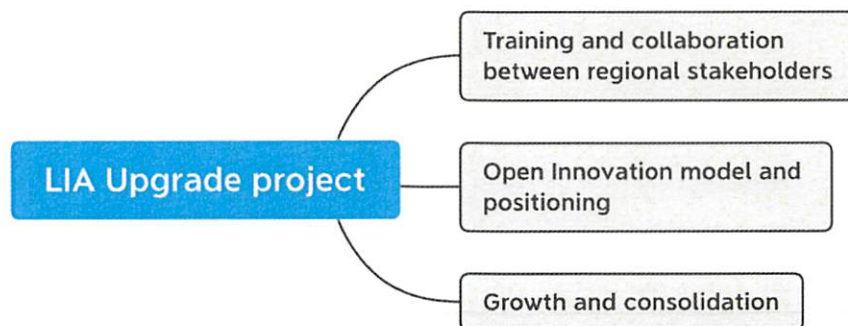 LIA Upgrade project
Training and collaboration
between regional stakeholders
Open Innovation model and
positioning
Growth and consolidation